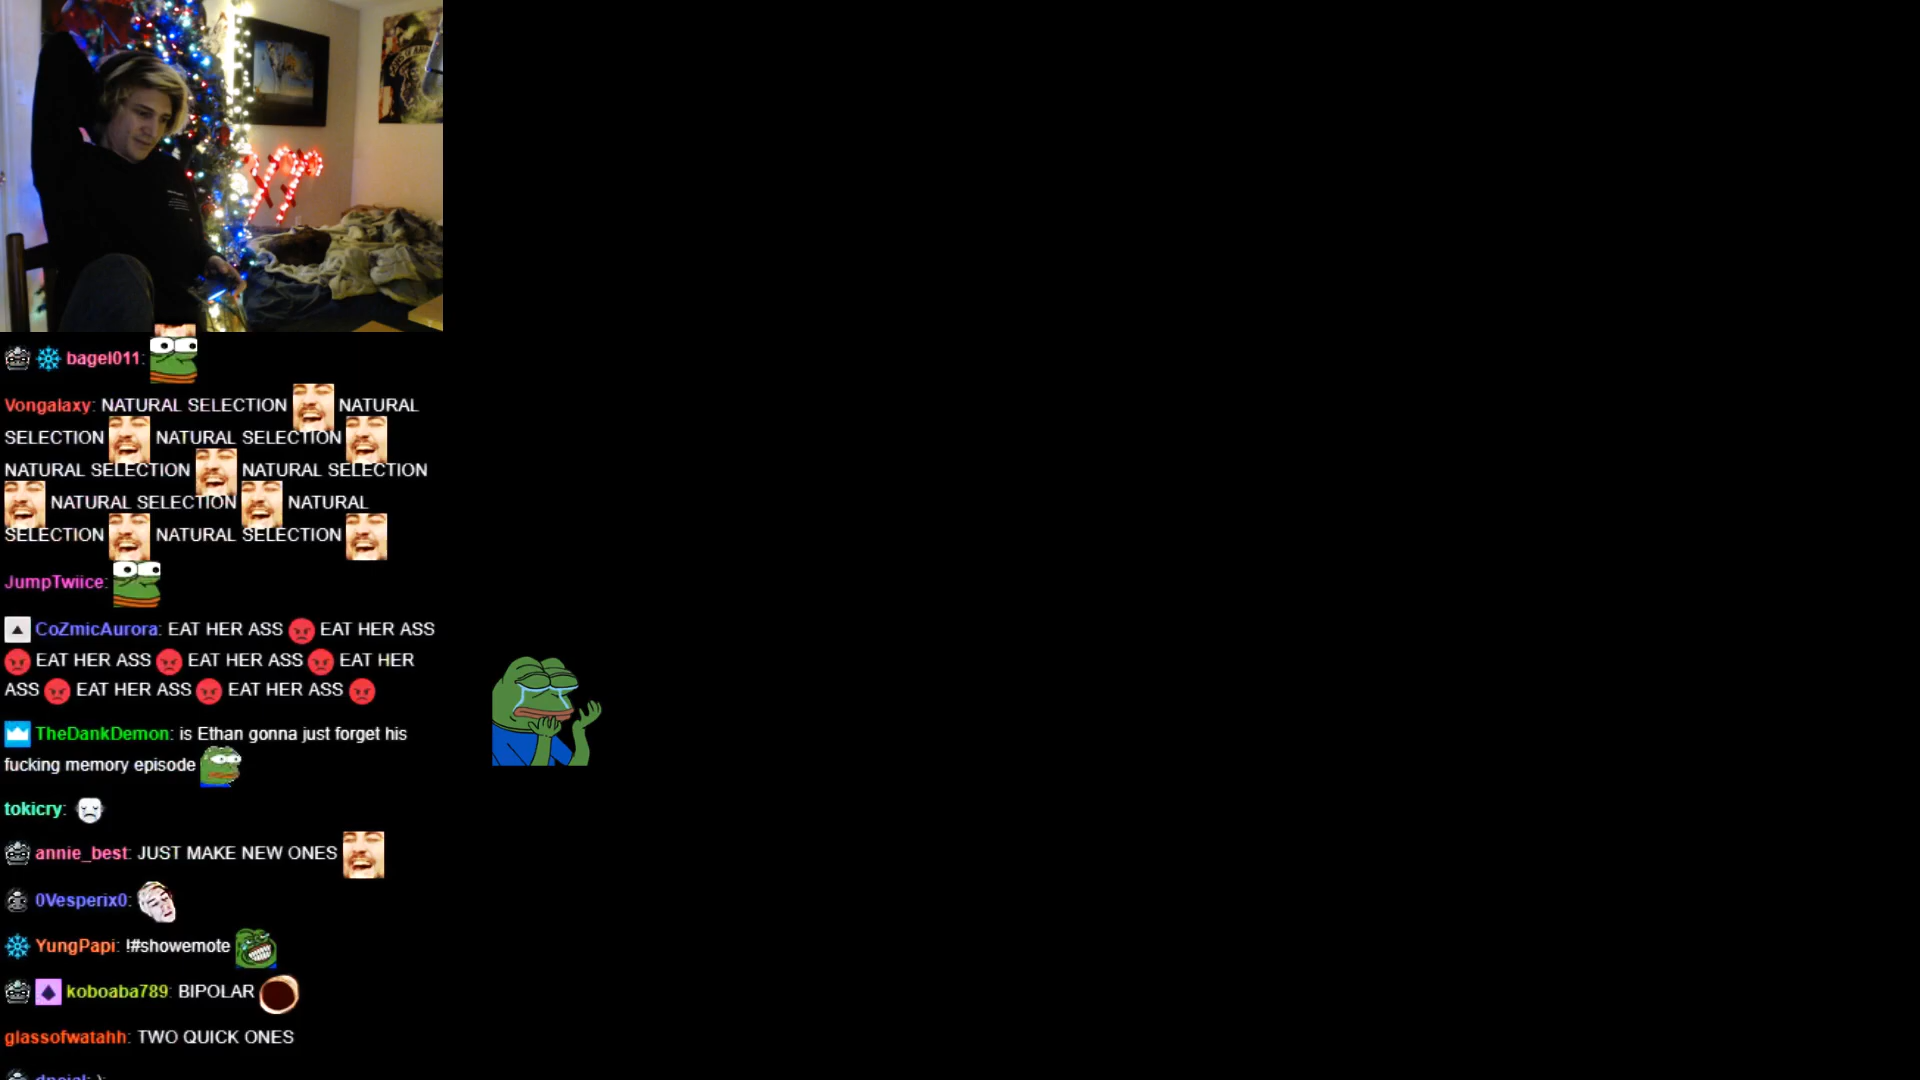 bagel011:
Vongalaxy: NATURAL SELECTION NATURAL
SELECTION NATURAL SELECTION
NATURAL SELECTION NATURAL SELECTION
NATURAL SELECTION NATURAL
SELECTION NATURAL SELECTION
JumpTwiice:
CoZmicAurora: EAT HER ASS EAT HER ASS
EAT HER ASS EAT HER ASS EAT HER
ASS EAT HER ASS EAT HER ASS
TheDankDemon: is Ethan gonna just forget his
fucking memory episode
tokicry:
annie_best: JUST MAKE NEW ONES
0Vesperix0:
YungPapi: !#showemote
koboaba789: BIPOLAR
glassofwatahh: TWO QUICK ONES